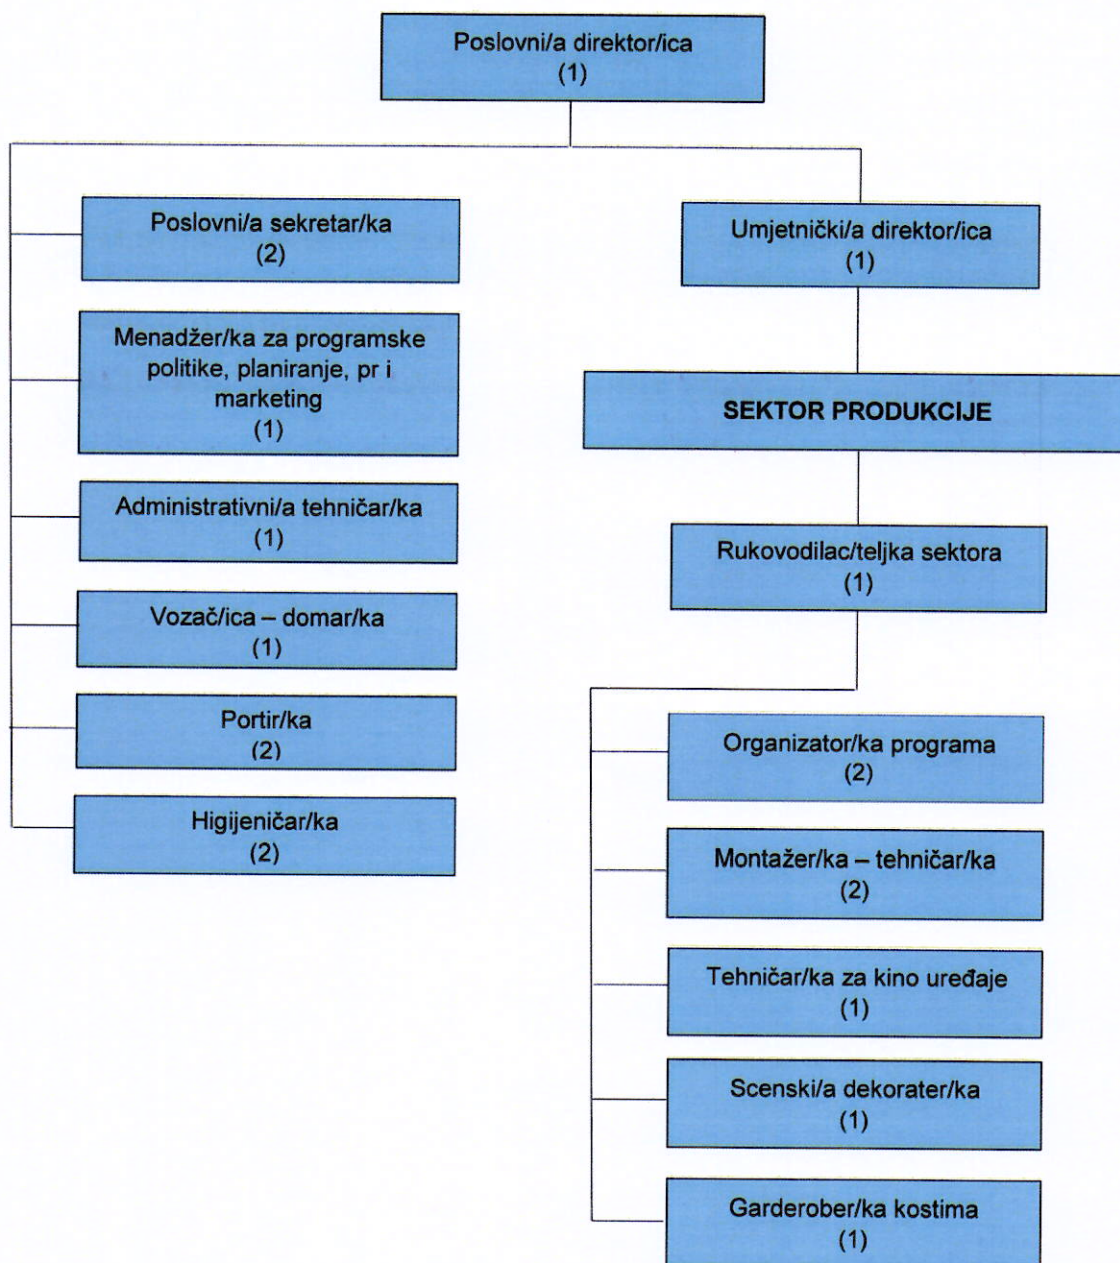 Poslovni/a direktor/ica
(1)
Poslovni/a sekretar/ka
(2)
Menadžer/ka za programske
politike, planiranje, pr i
marketing
(1)
Administrativni/a tehničar/ka
(1)
Vozač/ica – domar/ka
(1)
Portir/ka
(2)
Higijeničar/ka
(2)
Umjetnički/a direktor/ica
(1)
SEKTOR PRODUKCIJE
Rukovodilac/teljka sektora
(1)
Organizator/ka programa
(2)
Montažer/ka – tehničar/ka
(2)
Tehničar/ka za kino uređaje
(1)
Scenski/a dekorater/ka
(1)
Garderober/ka kostima
(1)